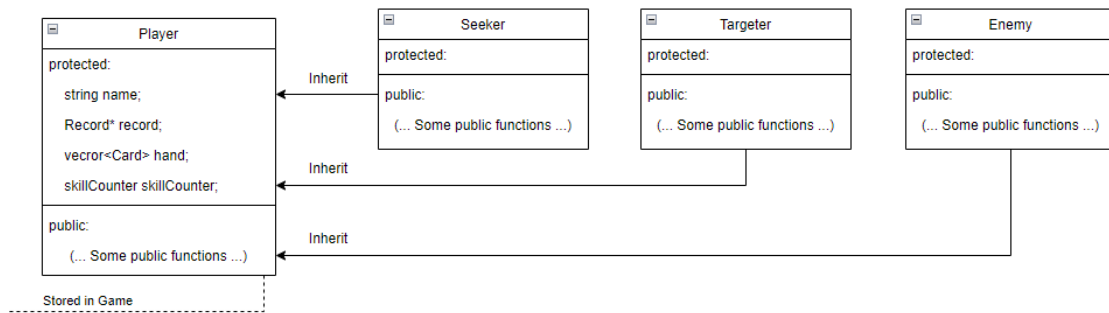 Player
protected:
string name;
Record* record;
vecror<Card> hand;
skillCounter skillCounter;
public:
(... Some public functions ...)
Stored in Game
Inherit
Inherit
Inherit
Seeker
protected:
public:
(... Some public functions ...)
Targeter
protected:
public:
(... Some public functions ...)
Enemy
protected:
public:
(... Some public functions ...)